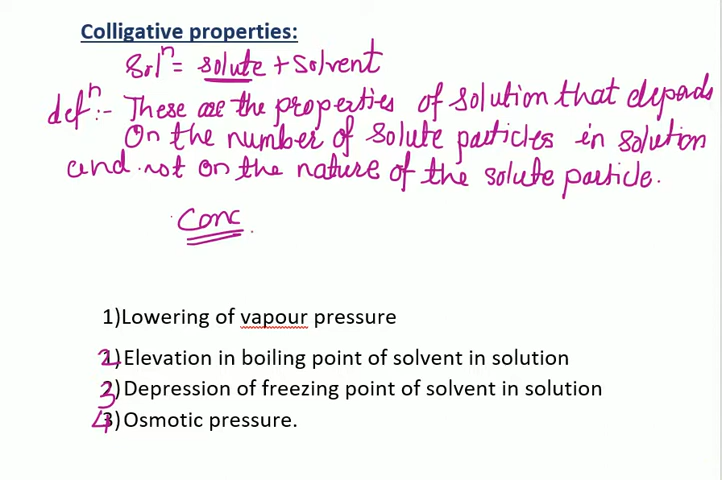 Colligative properties:
Solⁿ = solute + Solvent
defⁿ :- These are the properties of solution that depends
On the number of solute particles in solution
and not on the nature of the solute particle.
Conc
1)Lowering of vapour pressure
2)Elevation in boiling point of solvent in solution
3)Depression of freezing point of solvent in solution
4)Osmotic pressure.